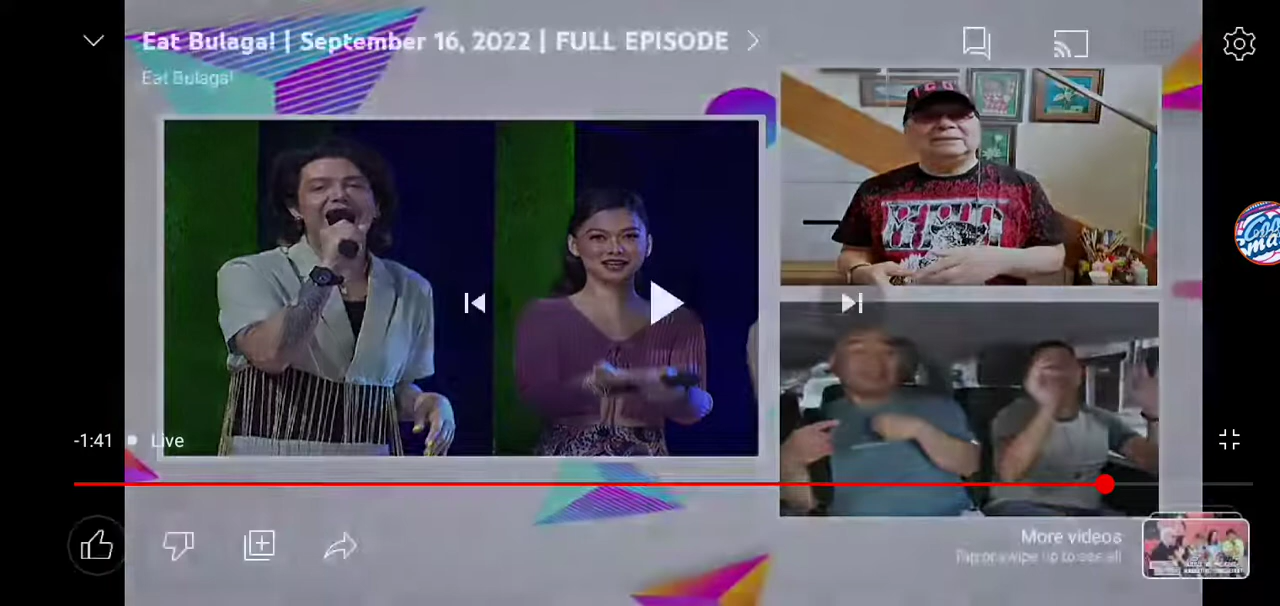 Eat Bulaga! | September 16, 2022 | FULL EPISODE
Eat Bulaga!
-1:41
Live
More videos
Tap or swipe up to see all